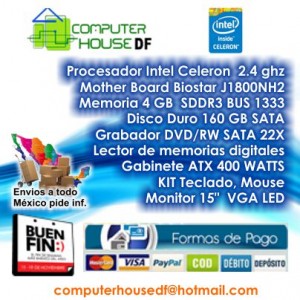 COMPUTER
HOUSE DF
intel
inside
CELERON
Procesador Intel Celeron 2.4 ghz
Mother Board Biostar J1800NH2
Memoria 4 GB SDDR3 BUS 1333
Disco Duro 160 GB SATA
Grabador DVD/RW SATA 22X
Lector de memorias digitales
Gabinete ATX 400 WATTS
KIT Teclado, Mouse
Monitor 15" VGA LED
Envios a todo
México pide inf.
EL
BUEN
FIN
Formas de Pago
MasterCard
VISA
PayPal
COD
DÉBITO
DEPÓSITO
computerhousedf@hotmail.com